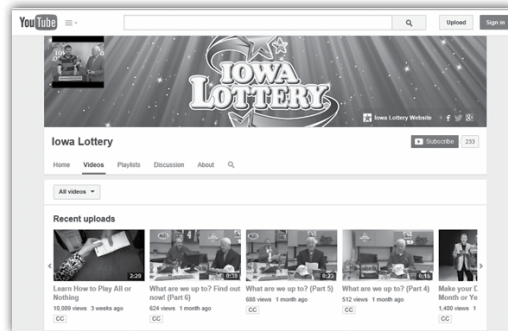 YouTube
Upload
Sign in
IOWA
LOTTERY
Iowa Lottery Website
Iowa Lottery
Subscribe
233
Home
Videos
Playlists
Discussion
About
All videos
Recent uploads
2:29
Learn How to Play All or
Nothing
10,009 views 3 weeks ago
CC
0:38
What are we up to? Find out
now! (Part 6)
624 views 1 month ago
CC
0:23
What are we up to? (Part 5)
688 views 1 month ago
CC
0:16
What are we up to? (Part 4)
512 views 1 month ago
CC
Make your D
Month or Ye
1,400 views 1
CC